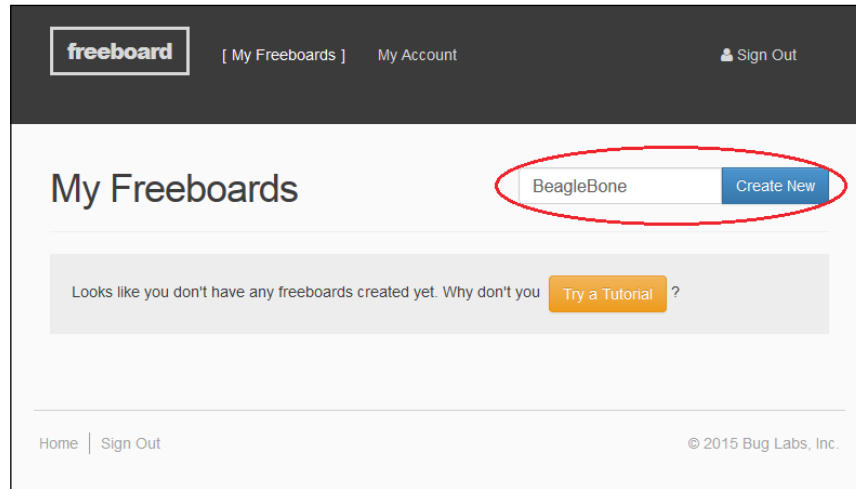 freeboard [ My Freeboards ] My Account Sign Out
My Freeboards BeagleBone Create New
Looks like you don't have any freeboards created yet. Why don't you Try a Tutorial ?
Home Sign Out © 2015 Bug Labs, Inc.